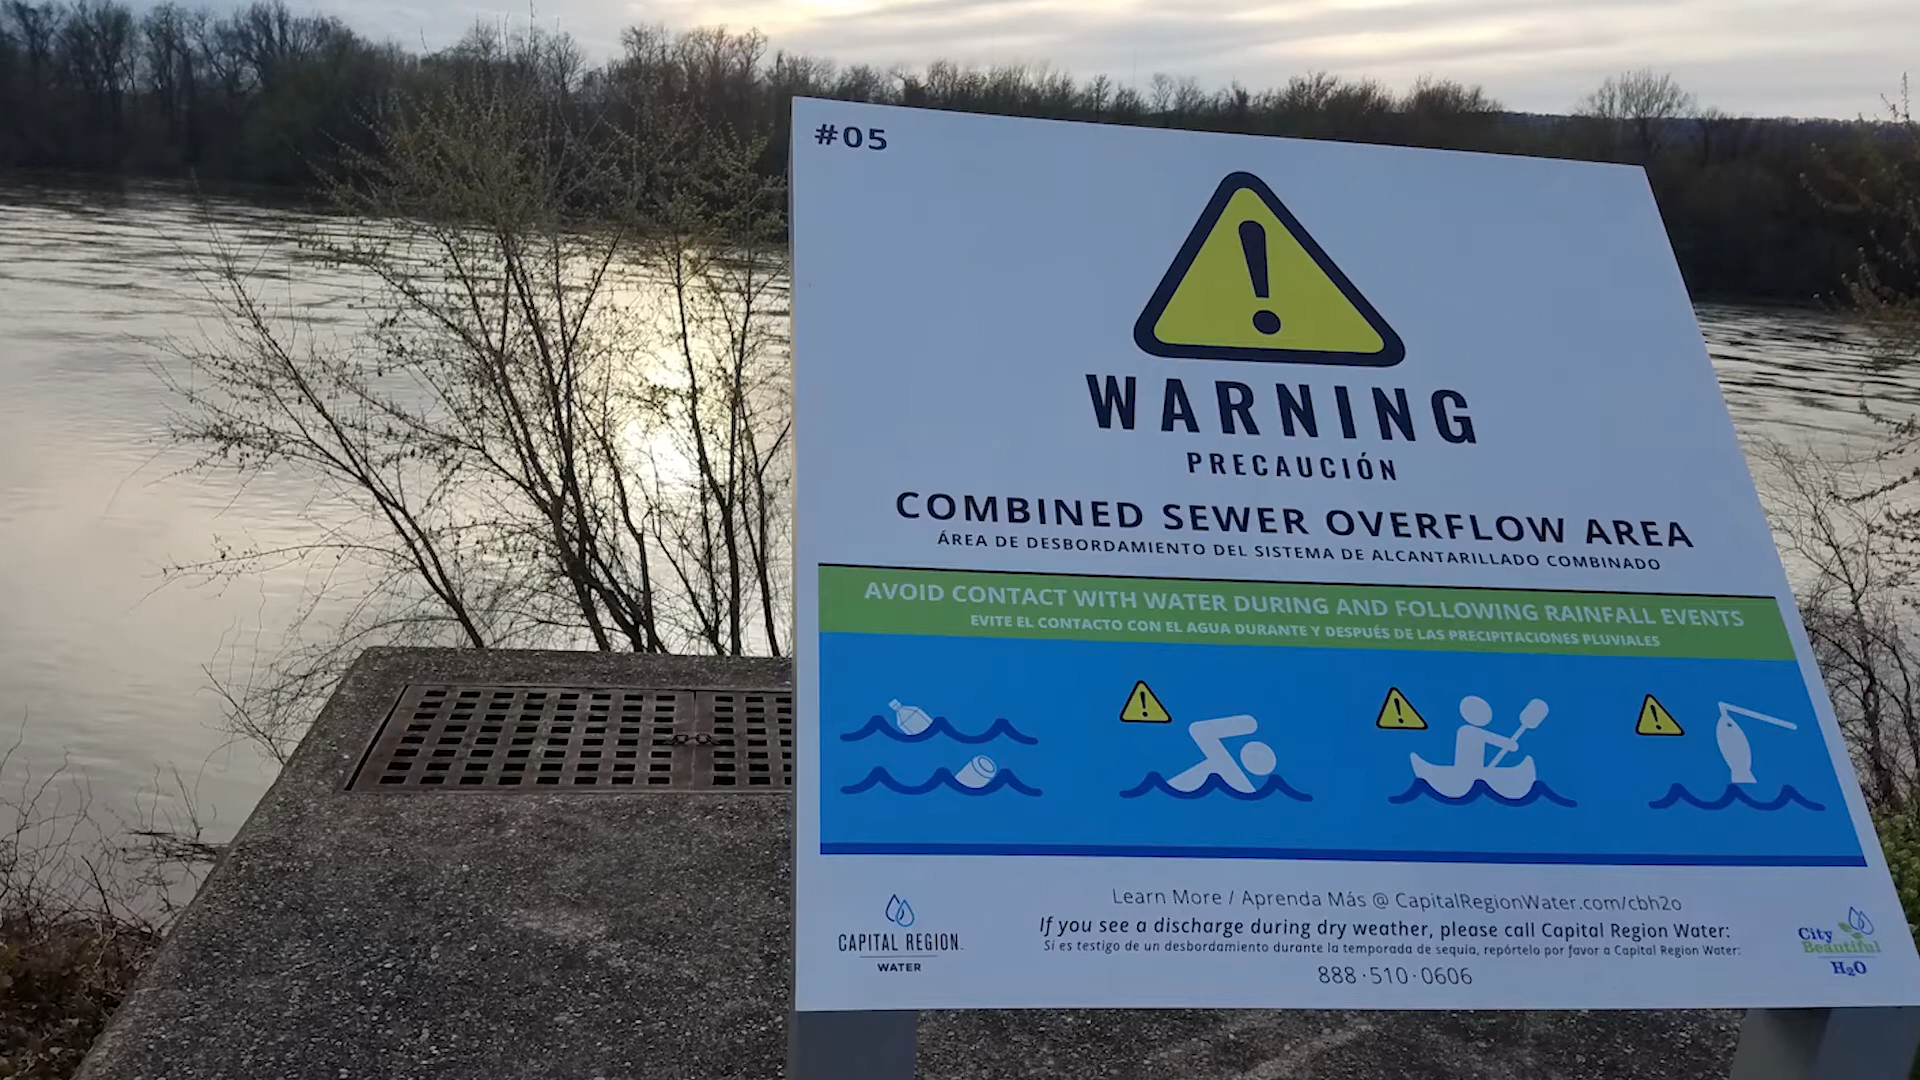 #05
WARNING
PRECAUCIÓN
COMBINED SEWER OVERFLOW AREA
ÁREA DE DESBORDAMIENTO DEL SISTEMA DE ALCANTARILLADO COMBINADO
AVOID CONTACT WITH WATER DURING AND FOLLOWING RAINFALL EVENTS
EVITE EL CONTACTO CON EL AGUA DURANTE Y DESPUÉS DE LAS PRECIPITACIONES PLUVIALES
Learn More / Aprenda Más @ CapitalRegionWater.com/cbh2o
If you see a discharge during dry weather, please call Capital Region Water:
Si es testigo de un desbordamiento durante la temporada de sequia, repórtelo por favor a Capital Region Water:
888·510·0606
CAPITAL REGION
WATER
City
Beautiful
H₂O